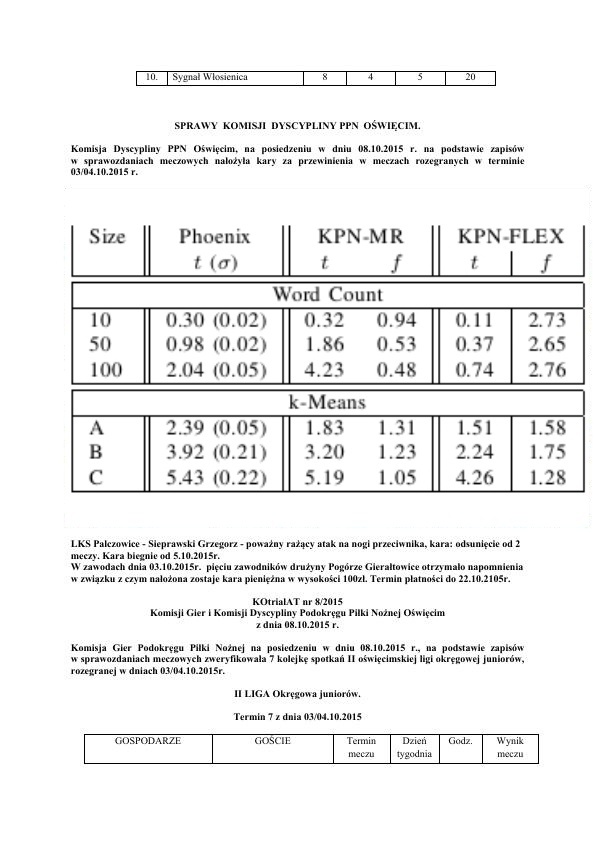 10. Sygnał Włosienica 8 4 5 20
SPRAWY KOMISJI DYSCYPLINY PPN OŚWIĘCIM.
Komisja Dyscypliny PPN Oświęcim, na posiedzeniu w dniu 08.10.2015 r. na podstawie zapisów
w sprawozdaniach meczowych nałożyła kary za przewinienia w meczach rozegranych w terminie
03/04.10.2015 r.
Size Phoenix KPN-MR KPN-FLEX
t (σ) t f t f
Word Count
10 0.30 (0.02) 0.32 0.94 0.11 2.73
50 0.98 (0.02) 1.86 0.53 0.37 2.65
100 2.04 (0.05) 4.23 0.48 0.74 2.76
k-Means
A 2.39 (0.05) 1.83 1.31 1.51 1.58
B 3.92 (0.21) 3.20 1.23 2.24 1.75
C 5.43 (0.22) 5.19 1.05 4.26 1.28
LKS Palczowice - Sieprawski Grzegorz - poważny rażący atak na nogi przeciwnika, kara: odsunięcie od 2
meczy. Kara biegnie od 5.10.2015r.
W zawodach dnia 03.10.2015r. pięciu zawodników drużyny Pogórze Gierałtowice otrzymało napomnienia
w związku z czym nałożona zostaje kara pieniężna w wysokości 100zł. Termin płatności do 22.10.2105r.
KOtrialAT nr 8/2015
Komisji Gier i Komisji Dyscypliny Podokręgu Piłki Nożnej Oświęcim
z dnia 08.10.2015 r.
Komisja Gier Podokręgu Piłki Nożnej na posiedzeniu w dniu 08.10.2015 r., na podstawie zapisów
w sprawozdaniach meczowych zweryfikowała 7 kolejkę spotkań II oświęcimskiej ligi okręgowej juniorów,
rozegranej w dniach 03/04.10.2015r.
II LIGA Okręgowa juniorów.
Termin 7 z dnia 03/04.10.2015
GOSPODARZE GOŚCIE Termin Dzień Godz. Wynik
meczu tygodnia meczu